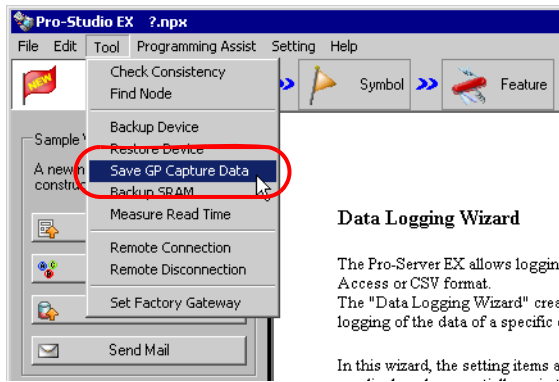 Pro-Studio EX ?.npx
File Edit Tool Programming Assist Setting Help
NEW
Symbol
Feature
Check Consistency
Find Node
Backup Device
Restore Device
Save GP Capture Data
Backup SRAM
Measure Read Time
Remote Connection
Remote Disconnection
Set Factory Gateway
Sample
A new
constru
Send Mail
Data Logging Wizard
The Pro-Server EX allows loggin
Access or CSV format.
The "Data Logging Wizard" crea
logging of the data of a specific
In this wizard, the setting items